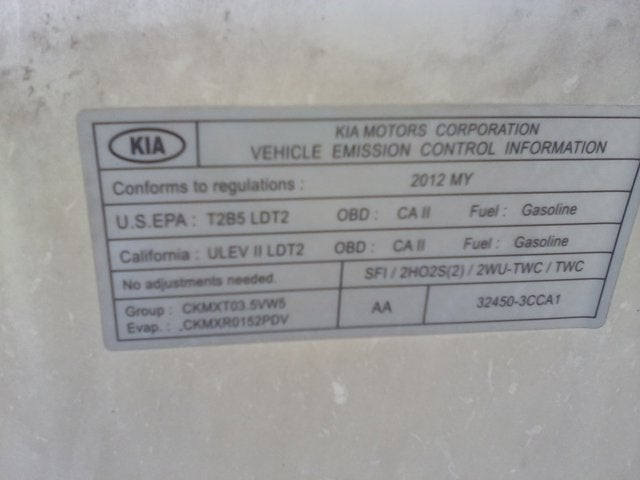 KIA
KIA MOTORS CORPORATION
VEHICLE EMISSION CONTROL INFORMATION
Conforms to regulations : 2012 MY
U.S.EPA : T2B5 LDT2 OBD : CA II Fuel : Gasoline
California : ULEV II LDT2 OBD : CA II Fuel : Gasoline
No adjustments needed. SFI / 2HO2S(2) / 2WU-TWC / TWC
Group : CKMXT03.5VW5
Evap. : CKMXR0152PDV
AA
32450-3CCA1